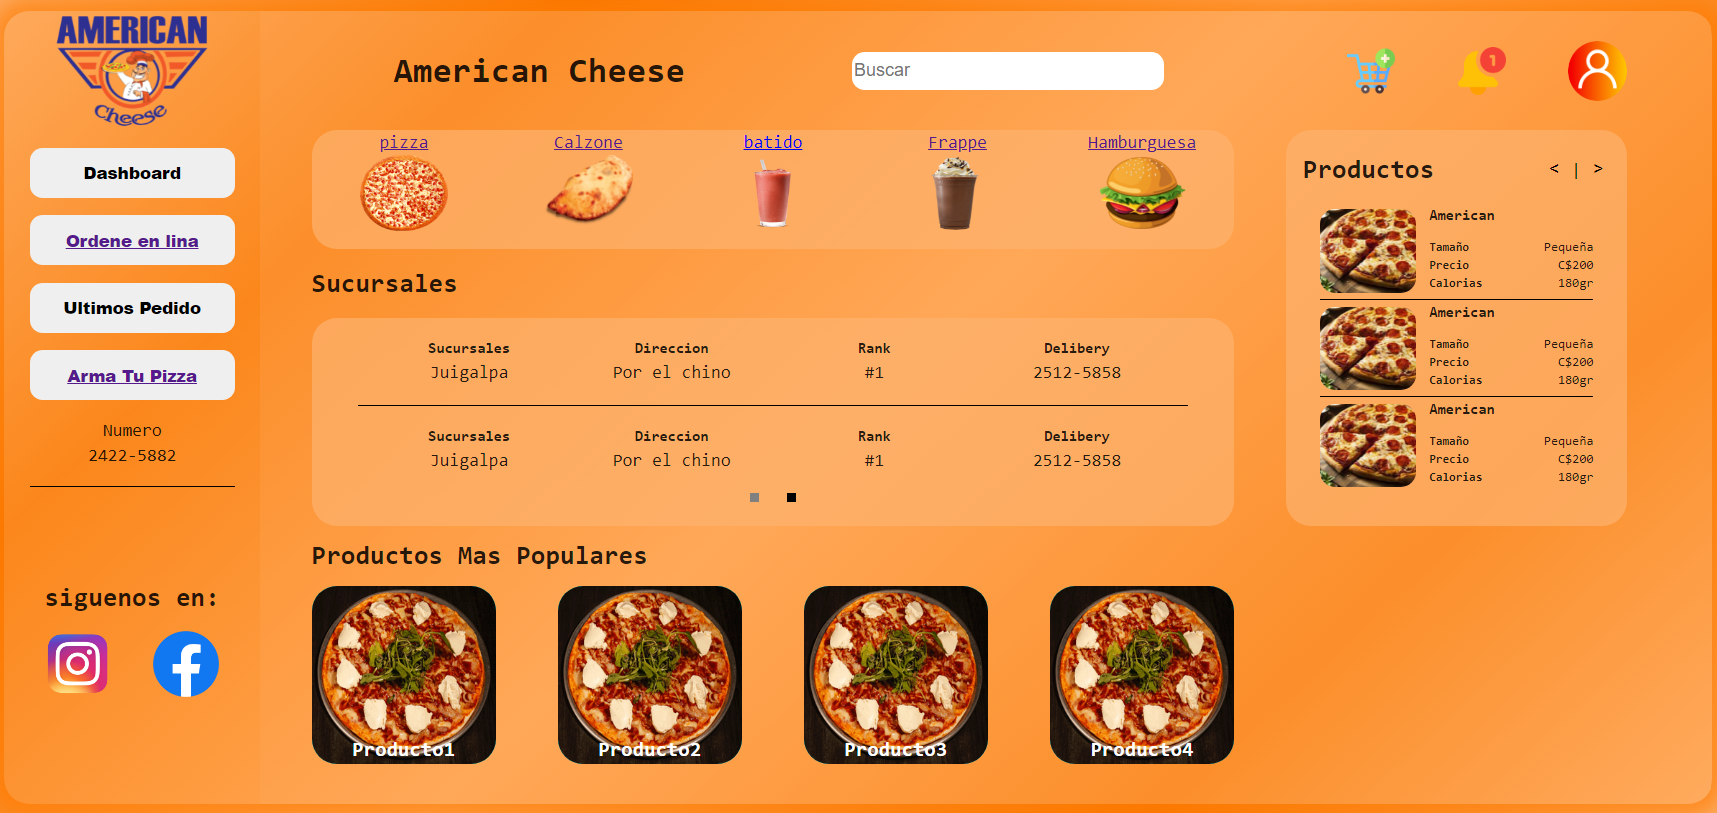 AMERICAN
Cheese
Dashboard
Ordene en lina
Ultimos Pedido
Arma Tu Pizza
Numero
2422-5882
siguenos en:
American Cheese
Buscar
1
pizza Calzone batido Frappe Hamburguesa
Sucursales
Sucursales Direccion Rank Delibery
Juigalpa Por el chino #1 2512-5858
Sucursales Direccion Rank Delibery
Juigalpa Por el chino #1 2512-5858
Productos Mas Populares
Producto1 Producto2 Producto3 Producto4
Productos < | >
American
Tamaño Pequeña
Precio C$200
Calorias 180gr
American
Tamaño Pequeña
Precio C$200
Calorias 180gr
American
Tamaño Pequeña
Precio C$200
Calorias 180gr